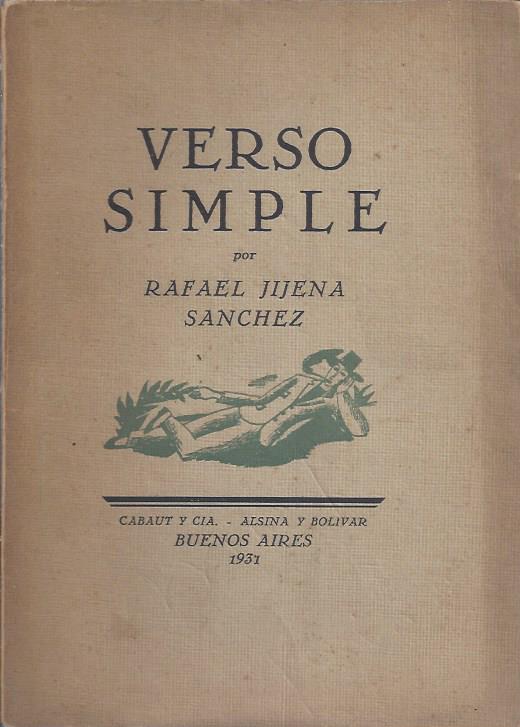 VERSO
SIMPLE
por
RAFAEL JIJENA
SANCHEZ
CABAUT Y CIA. - ALSINA Y BOLIVAR
BUENOS AIRES
1931